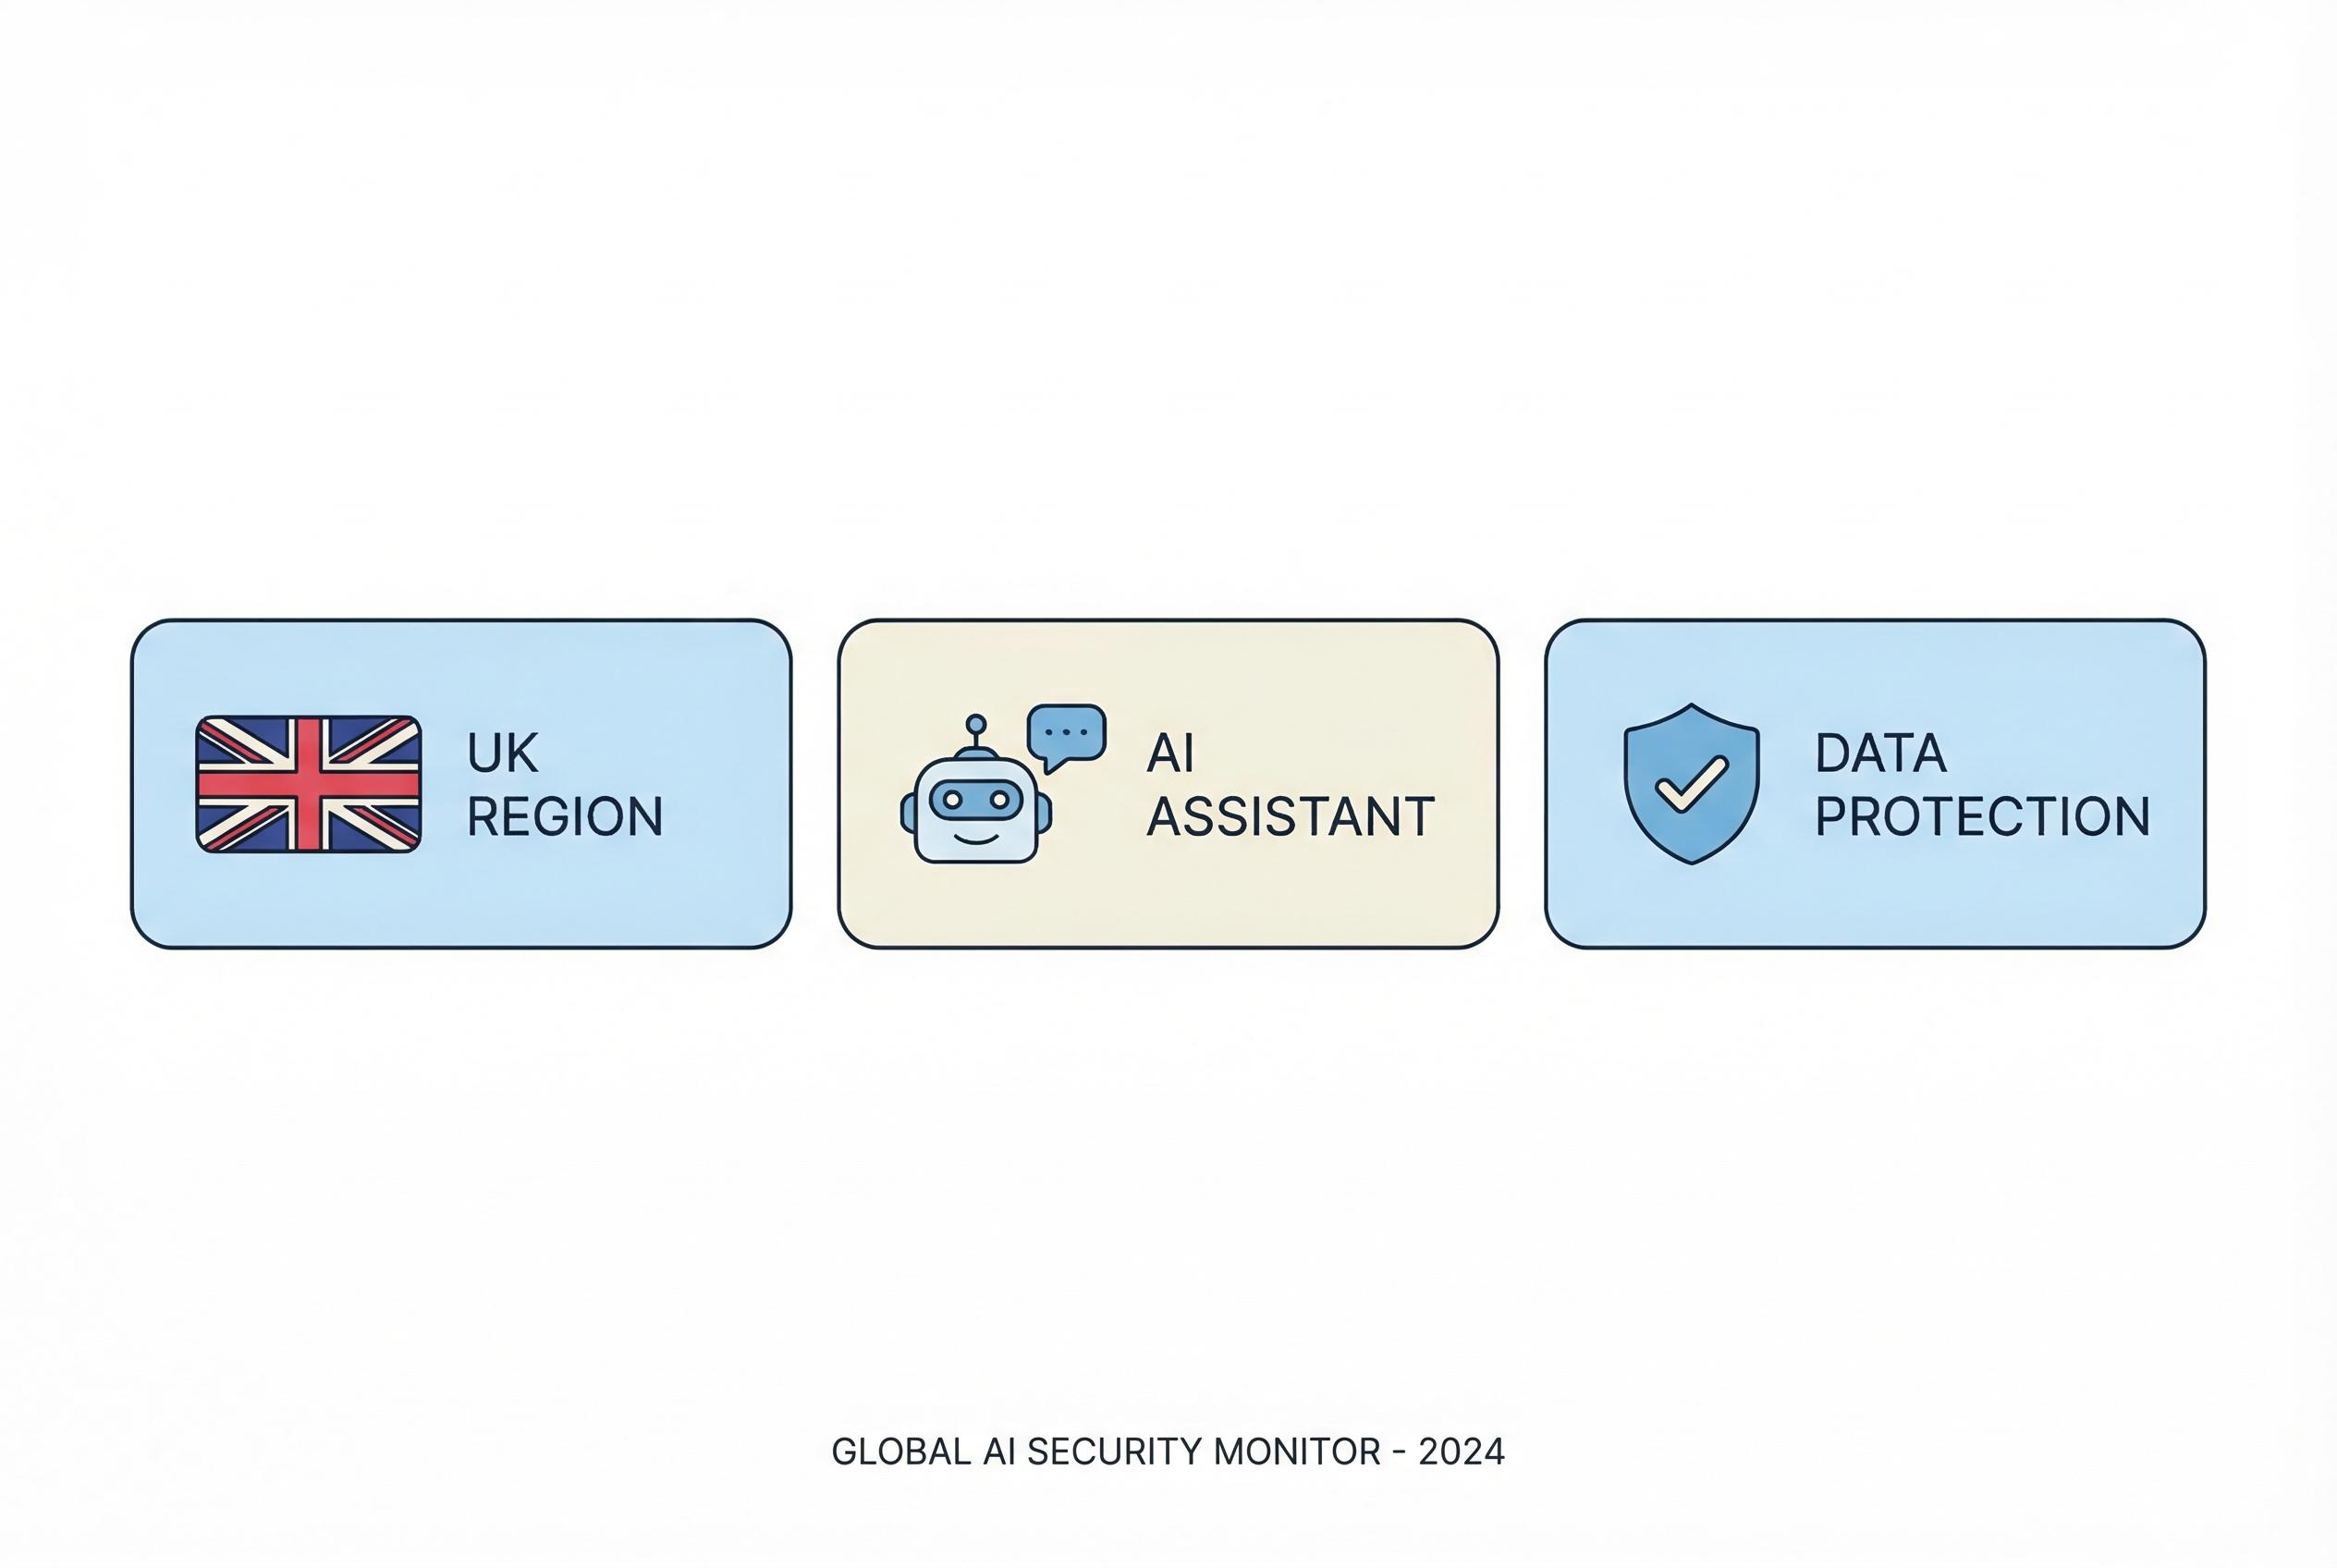 UK
REGION
AI
ASSISTANT
DATA
PROTECTION
GLOBAL AI SECURITY MONITOR - 2024